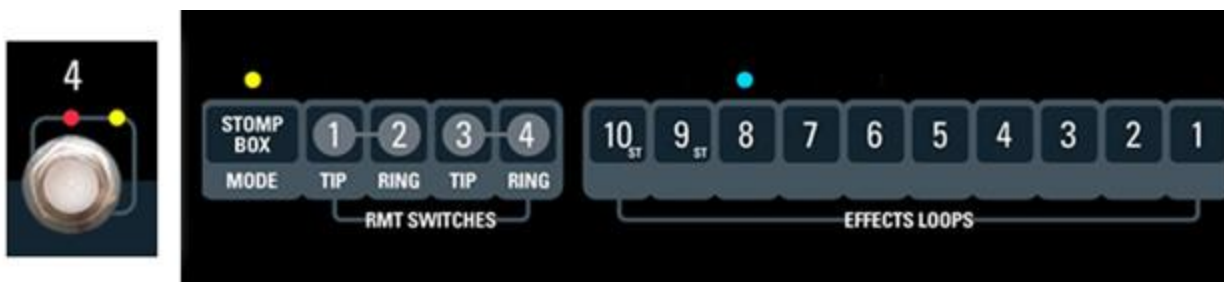 4
STOMP
BOX
1 2 3 4
10 ST 9 ST 8 7 6 5 4 3 2 1
MODE TIP RING TIP RING
RMT SWITCHES
EFFECTS LOOPS